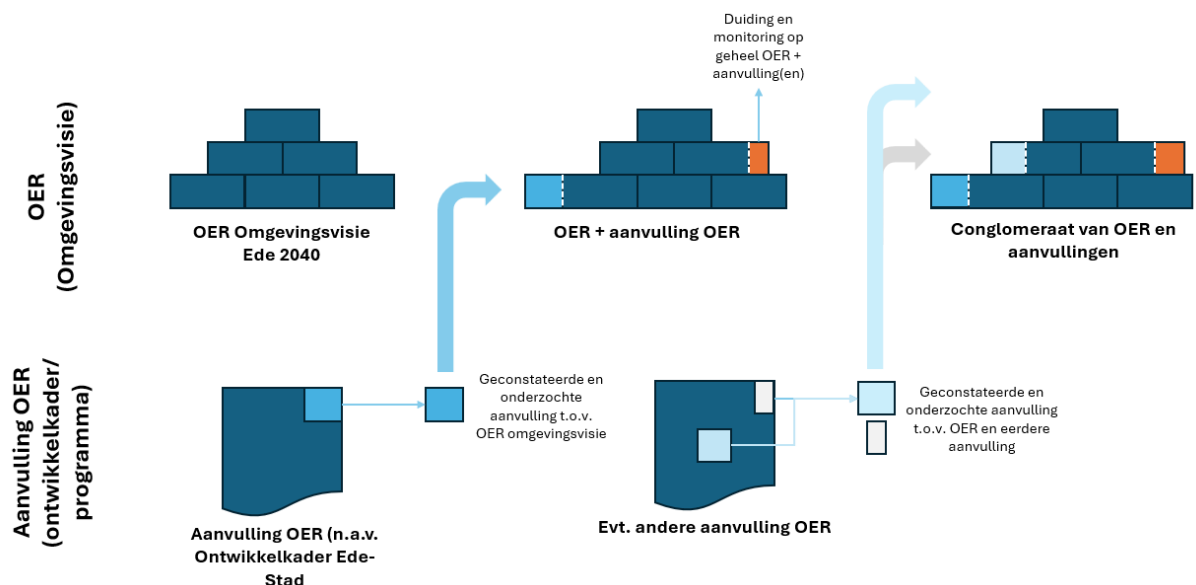 Duiding en
monitoring op
geheel OER +
aanvulling(en)
OER
(Omgevingsvisie)
OER Omgevingsvisie
Ede 2040
OER + aanvulling OER
Conglomeraat van OER en
aanvullingen
Aanvulling OER
(ontwikkelkader/
programma)
Geconstateerde en
onderzochte
aanvulling t.o.v.
OER omgevingsvisie
Geconstateerde en
onderzochte aanvulling
t.o.v. OER en eerdere
aanvulling
Aanvulling OER (n.a.v.
Ontwikkelkader Ede-
Stad
Evt. andere aanvulling OER